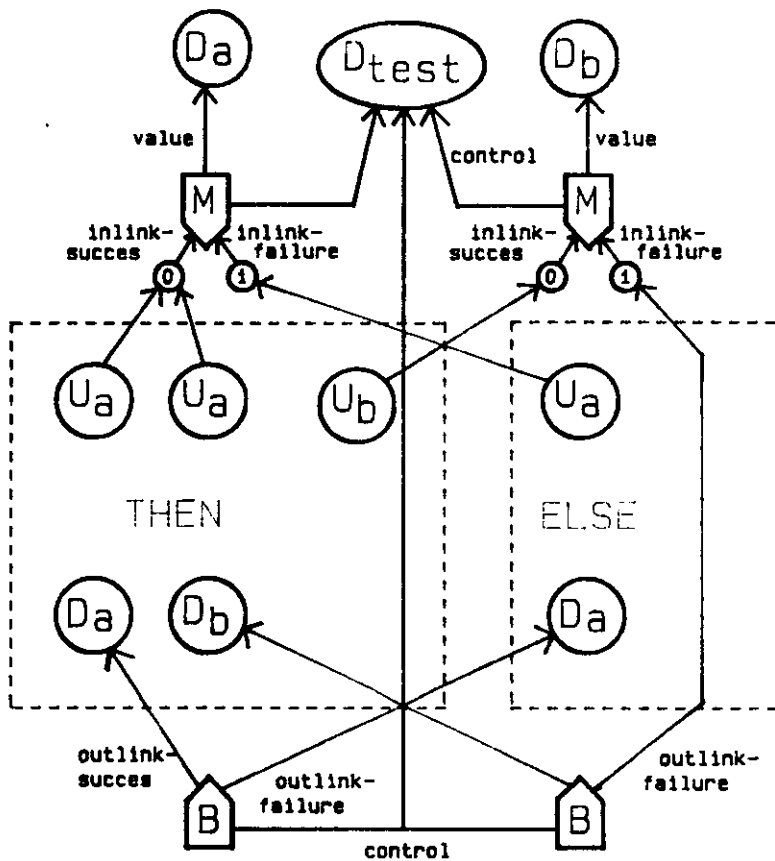 Da Dtest Db
value control value
M M
inlink- inlink- inlink- inlink-
succes failure succes failure
0 1 0 1
Ua Ua Ub Ua
THEN ELSE
Da Db Da
outlink- outlink- outlink-
succes failure failure
B B
control